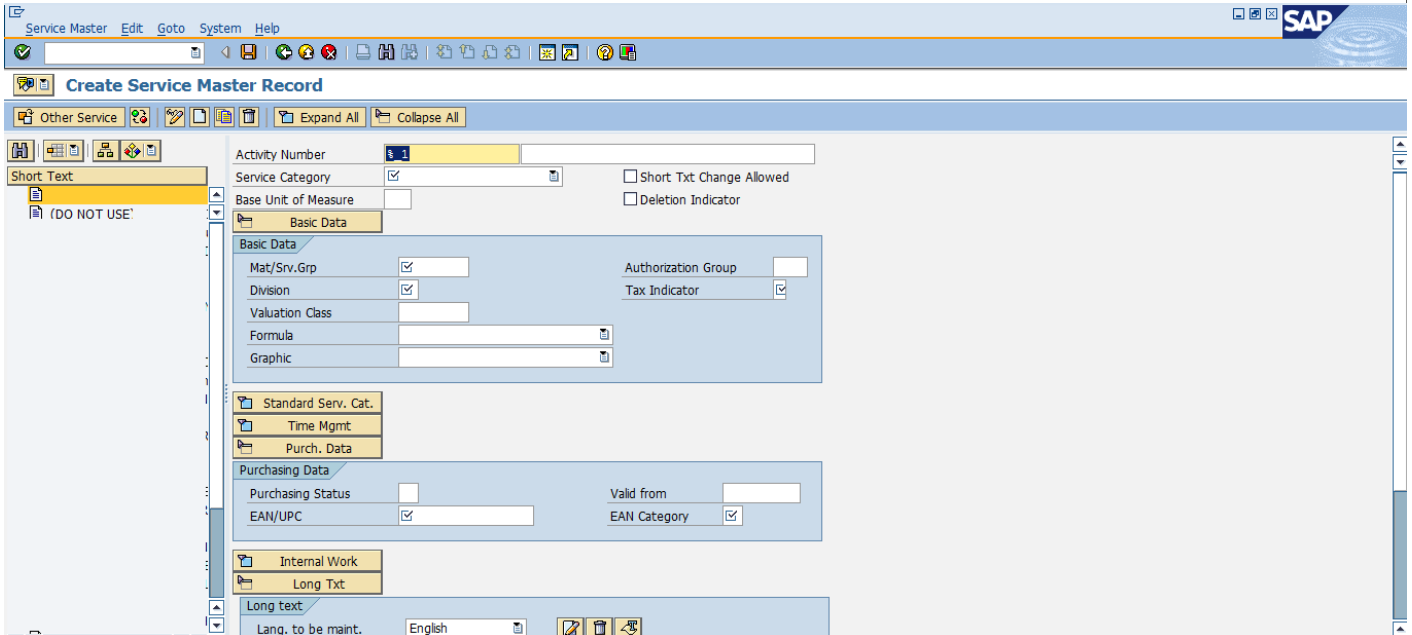 Service Master Edit Goto System Help
SAP
Create Service Master Record
Other Service Expand All Collapse All
Short Text
(DO NOT USE)
Activity Number %_1
Service Category Short Txt Change Allowed
Base Unit of Measure Deletion Indicator
Basic Data
Basic Data
Mat/Srv.Grp Authorization Group
Division Tax Indicator
Valuation Class
Formula
Graphic
Standard Serv. Cat.
Time Mgmt
Purch. Data
Purchasing Data
Purchasing Status Valid from
EAN/UPC EAN Category
Internal Work
Long Txt
Long text
Lang. to be maint. English